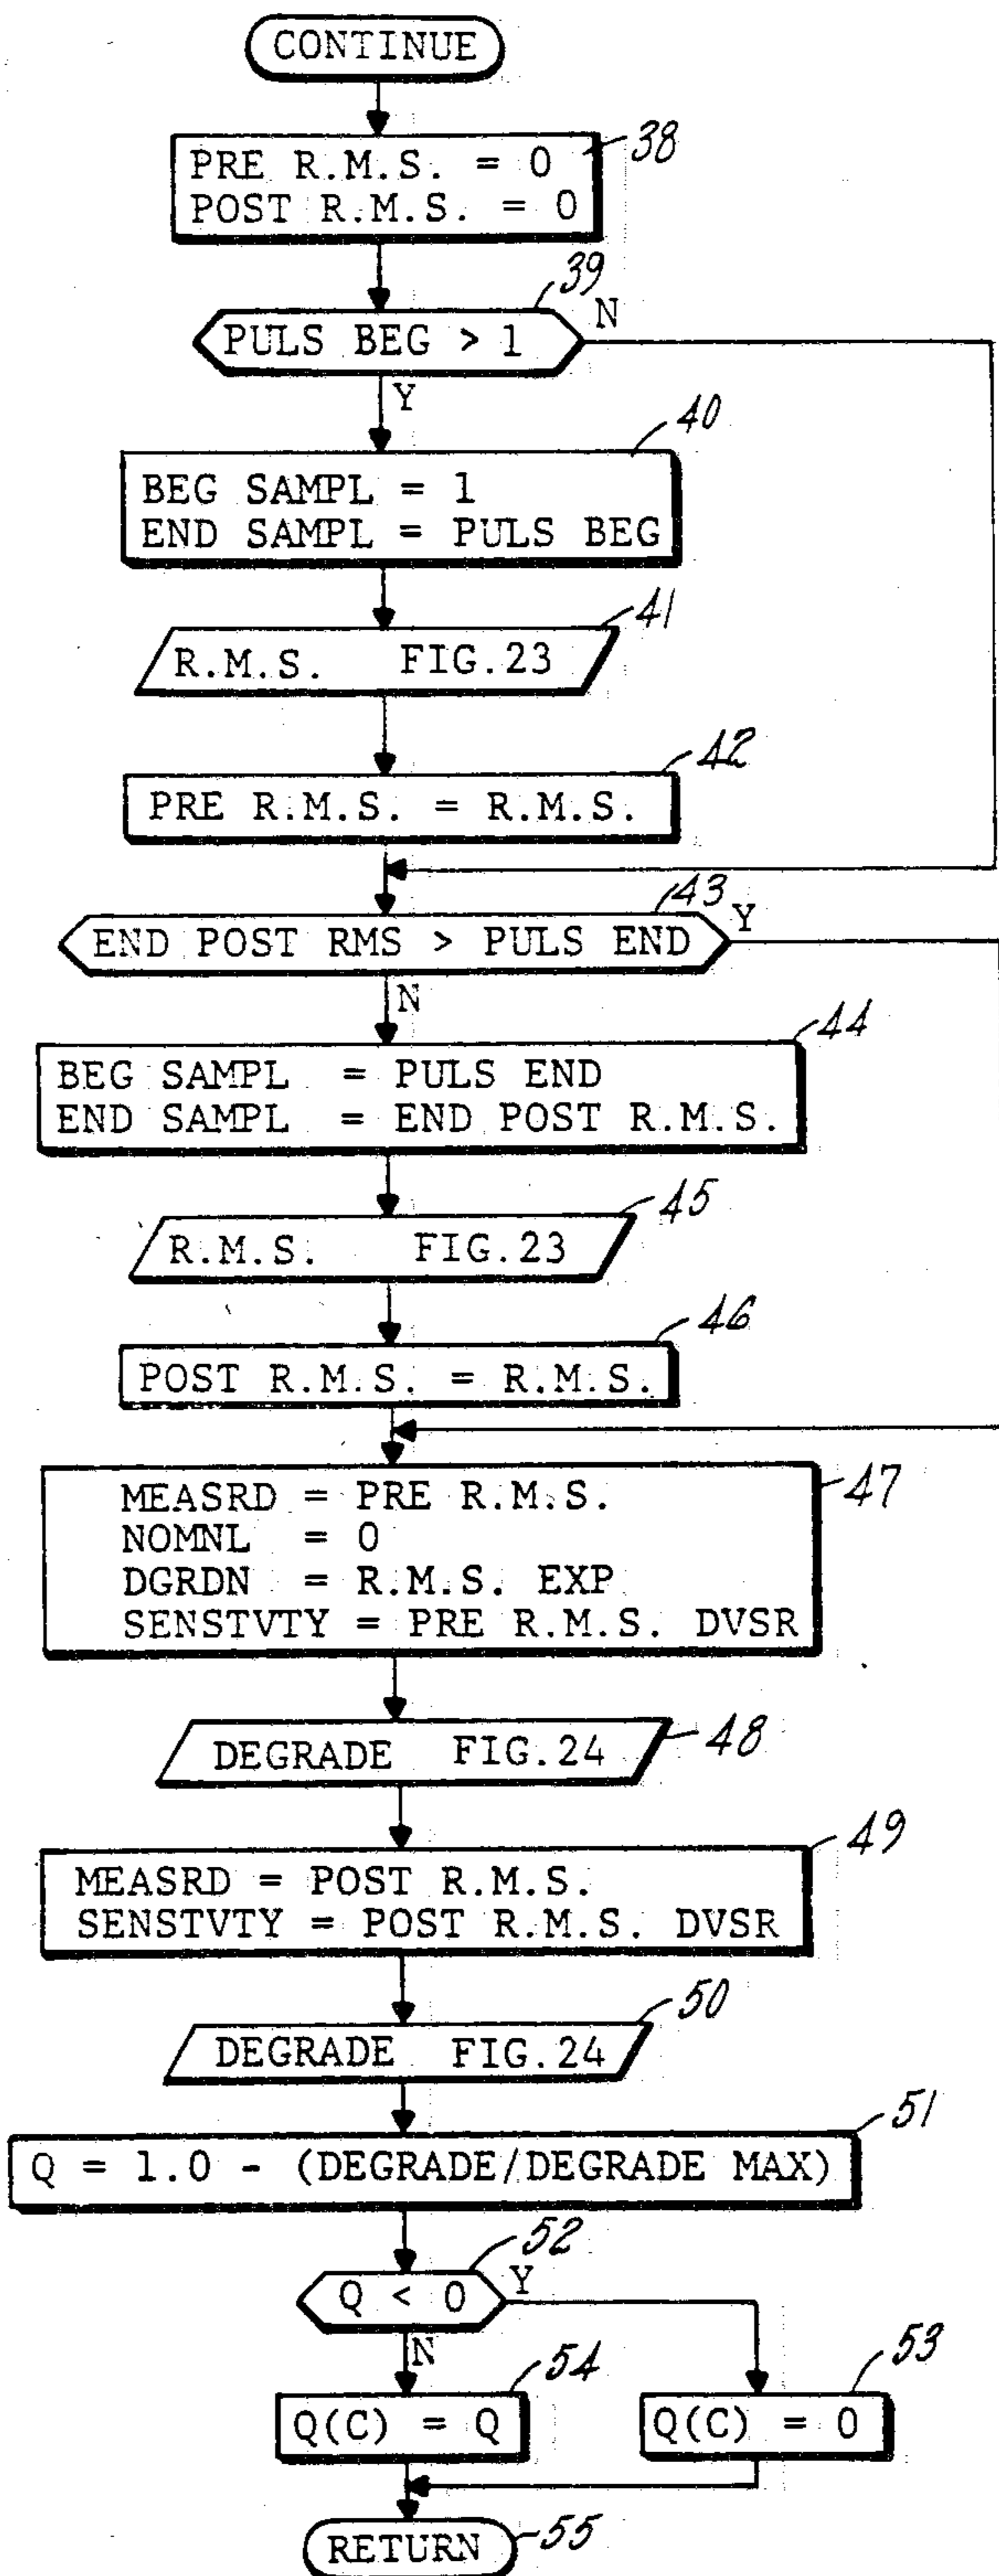 CONTINUE
38
PRE R.M.S. = 0
POST R.M.S. = 0
39
PULS BEG > 1
N
Y
40
BEG SAMPL = 1
END SAMPL = PULS BEG
41
R.M.S. FIG.23
42
PRE R.M.S. = R.M.S.
43
END POST RMS > PULS END
Y
N
44
BEG SAMPL = PULS END
END SAMPL = END POST R.M.S.
45
R.M.S. FIG.23
46
POST R.M.S. = R.M.S.
47
MEASRD = PRE R.M.S.
NOMNL = 0
DGRDN = R.M.S. EXP
SENSTVTY = PRE R.M.S. DVSR
48
DEGRADE FIG.24
49
MEASRD = POST R.M.S.
SENSTVTY = POST R.M.S. DVSR
50
DEGRADE FIG.24
51
Q = 1.0 - (DEGRADE/DEGRADE MAX)
52
Q < 0
Y
N
54
53
Q(C) = Q
Q(C) = 0
RETURN
55